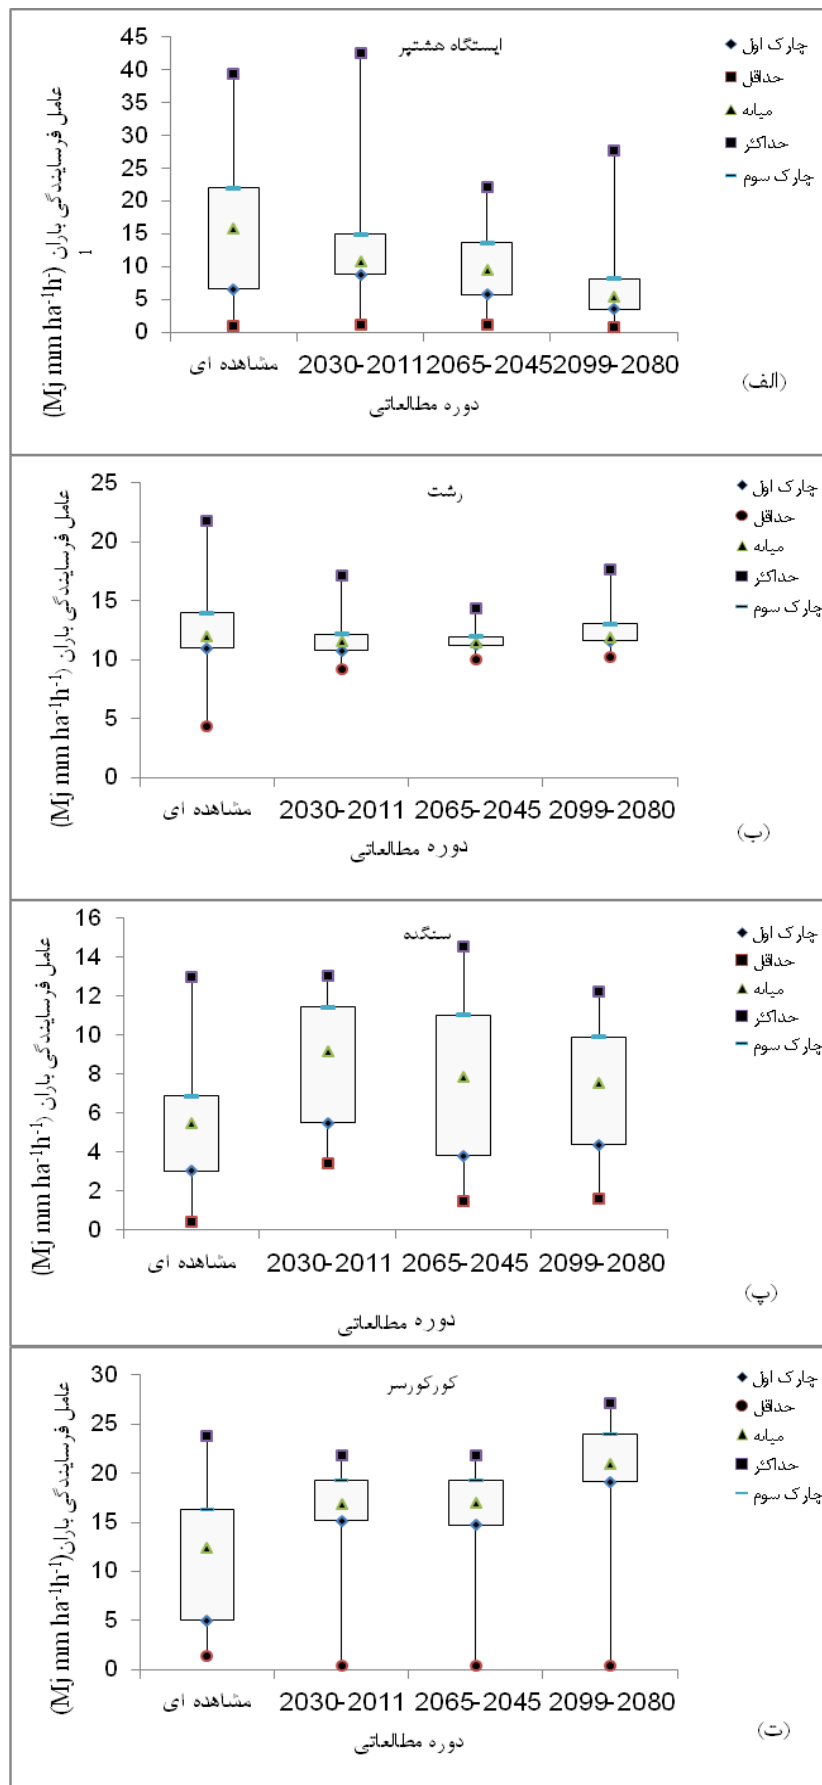 ایستگاه هشتپر
عامل فرسایندگی باران (Mj mm ha-1h-1
45
40
35
30
25
20
15
10
5
0
مشاهده ای
2030-2011
2065-2045
2099-2080
دوره مطالعاتی
چارک اول
حداقل
میانه
حداکثر
چارک سوم
(الف)
رشت
عامل فرسایندگی باران (Mj mm ha-1h-1)
25
20
15
10
5
0
مشاهده ای
2030-2011
2065-2045
2099-2080
دوره مطالعاتی
چارک اول
حداقل
میانه
حداکثر
چارک سوم
(ب)
سنگده
عامل فرسایندگی باران (Mj mm ha-1h-1)
16
14
12
10
8
6
4
2
0
مشاهده ای
2030-2011
2065-2045
2099-2080
دوره مطالعاتی
چارک اول
حداقل
میانه
حداکثر
چارک سوم
(پ)
کورکورسر
عامل فرسایندگی باران(Mj mm ha-1h-1)
30
25
20
15
10
5
0
مشاهده ای
2030-2011
2065-2045
2099-2080
دوره مطالعاتی
چارک اول
حداقل
میانه
حداکثر
چارک سوم
(ت)